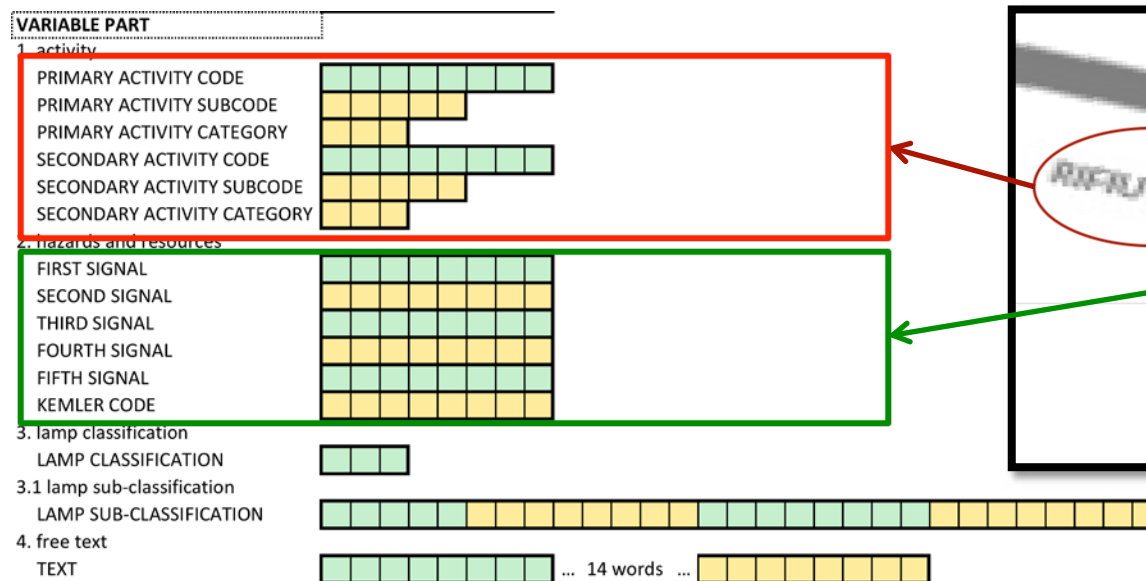 VARIABLE PART
1. activity
PRIMARY ACTIVITY CODE
PRIMARY ACTIVITY SUBCODE
PRIMARY ACTIVITY CATEGORY
SECONDARY ACTIVITY CODE
SECONDARY ACTIVITY SUBCODE
SECONDARY ACTIVITY CATEGORY
2. hazards and resources
FIRST SIGNAL
SECOND SIGNAL
THIRD SIGNAL
FOURTH SIGNAL
FIFTH SIGNAL
KEMLER CODE
3. lamp classification
LAMP CLASSIFICATION
3.1 lamp sub-classification
LAMP SUB-CLASSIFICATION
4. free text
TEXT ... 14 words ...